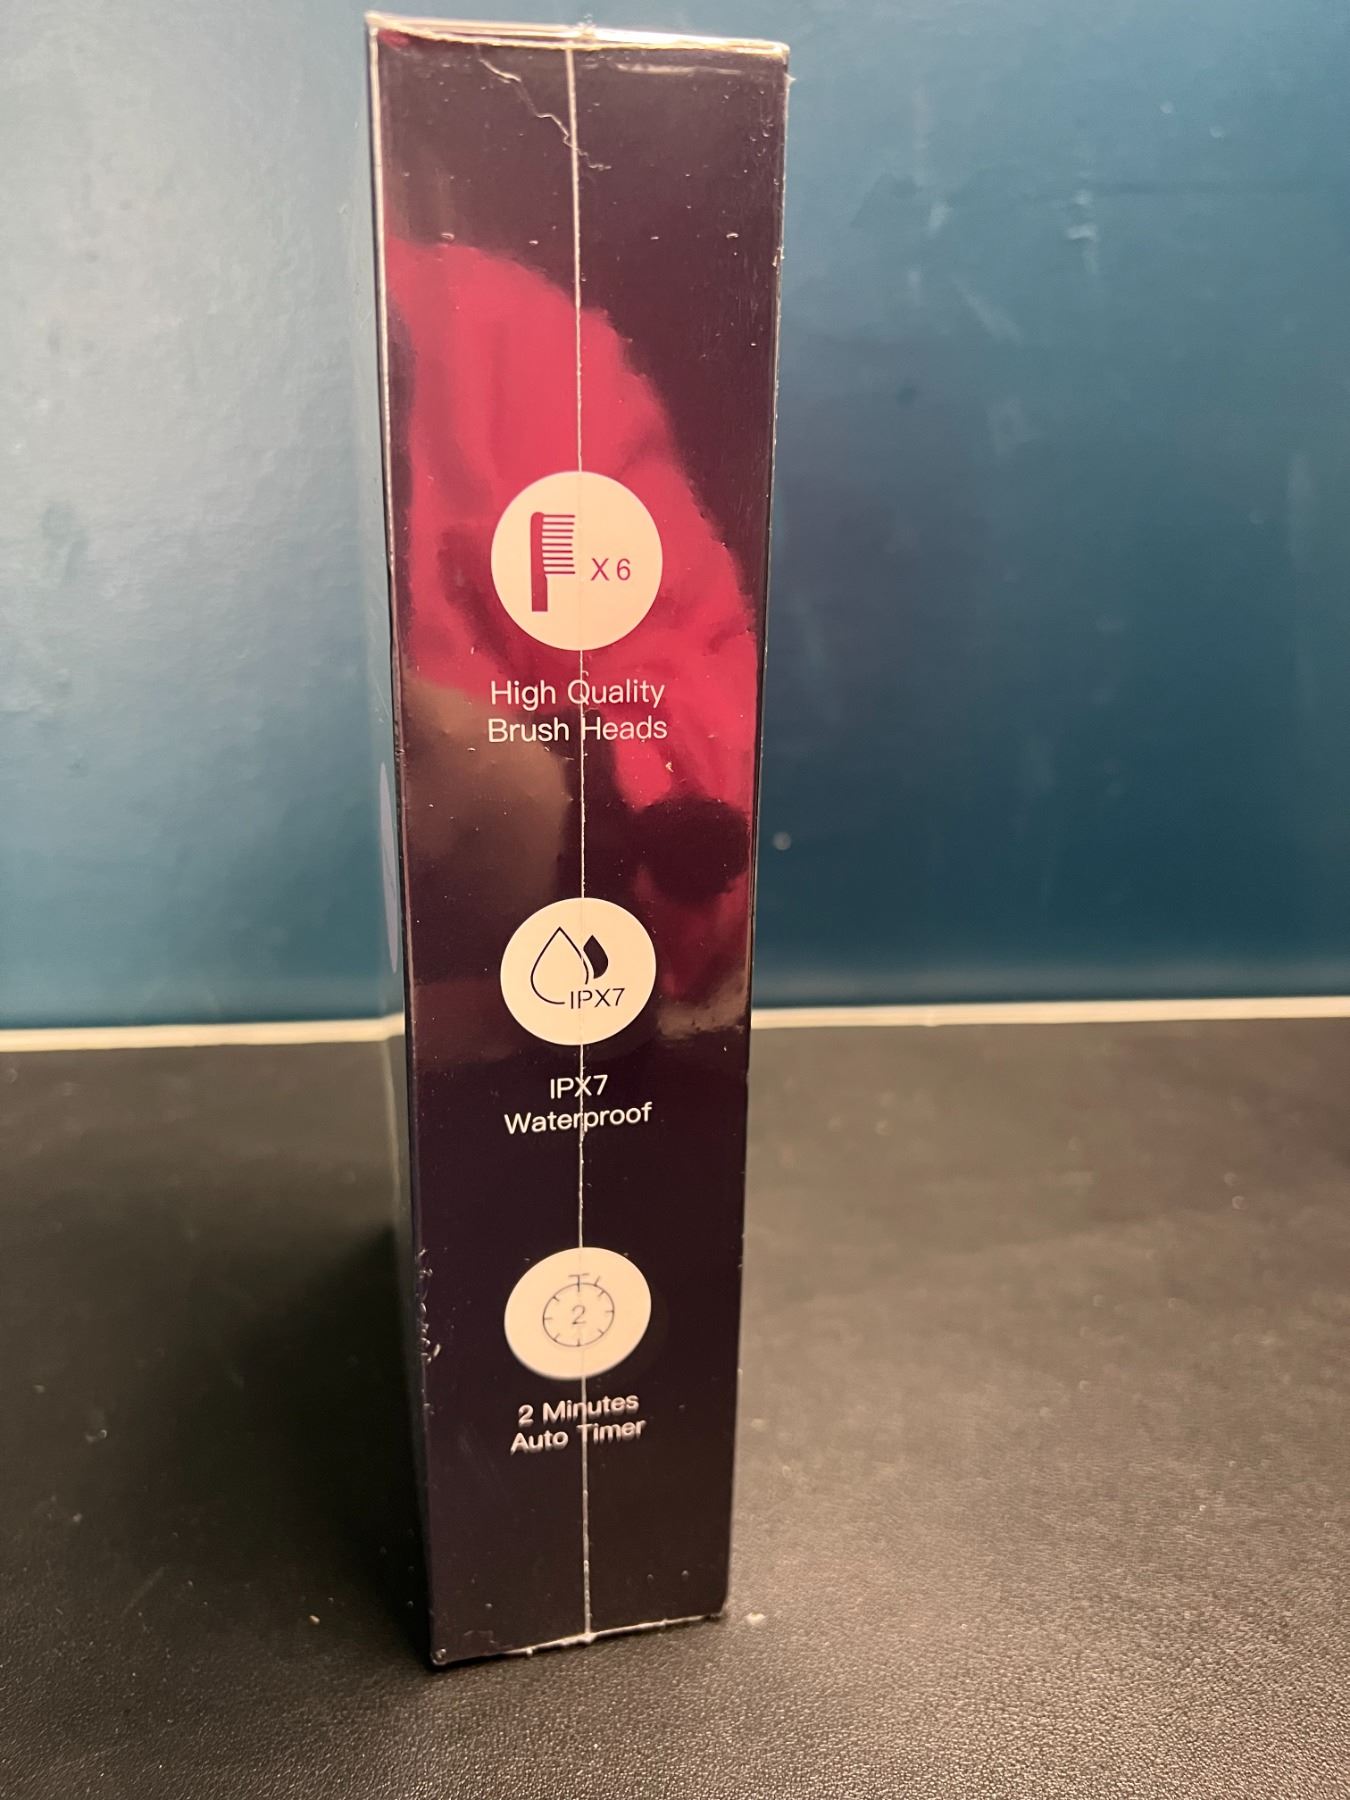 X6
High Quality
Brush Heads
IPX7
IPX7
Waterproof
2
2 Minutes
Auto Timer